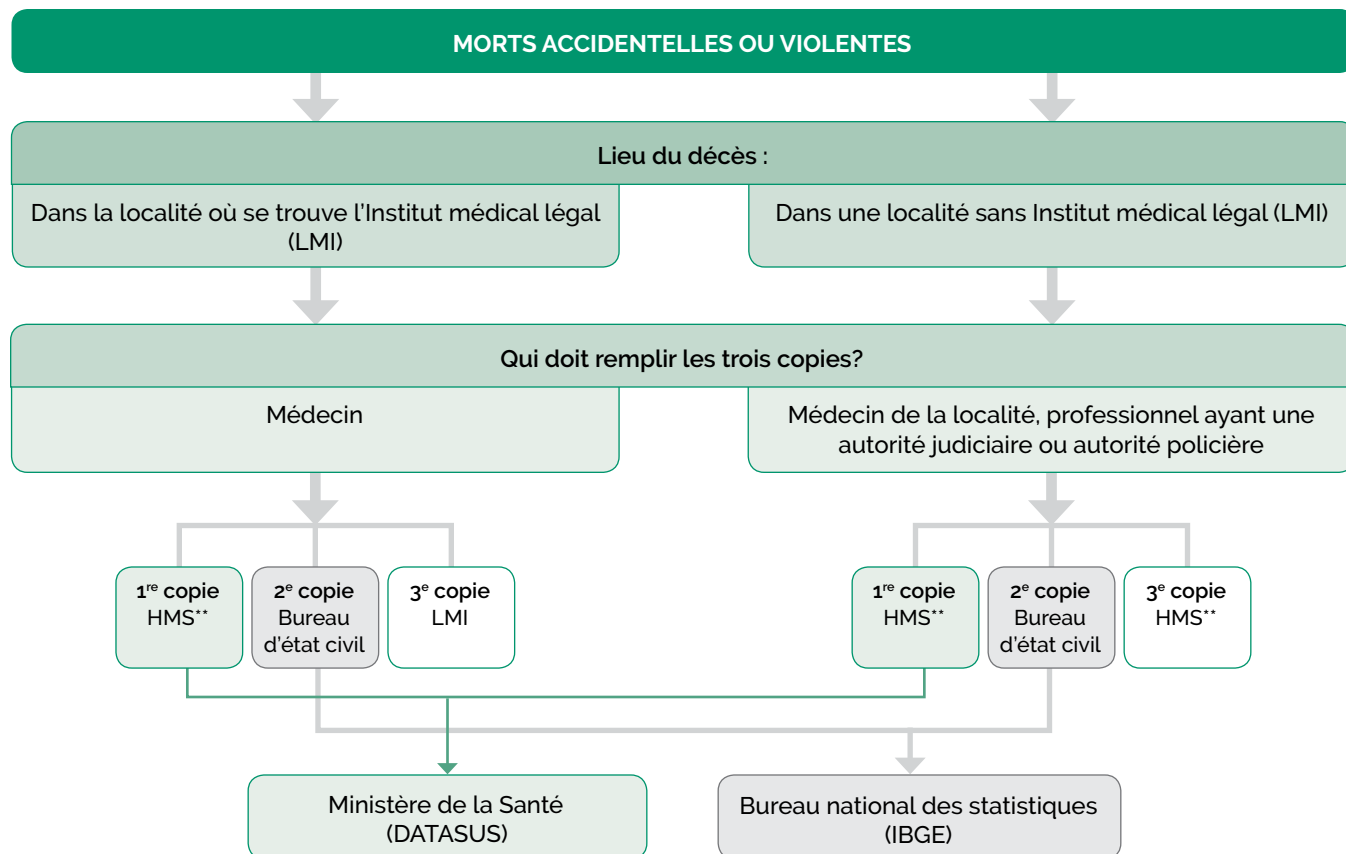 MORTS ACCIDENTELLES OU VIOLENTES
Lieu du décès :
Dans la localité où se trouve l'Institut médical légal
(LMI)
Dans une localité sans Institut médical légal (LMI)
Qui doit remplir les trois copies?
Médecin
Médecin de la localité, professionnel ayant une
autorité judiciaire ou autorité policière
1re copie
HMS**
2e copie
Bureau
d'état civil
3e copie
LMI
1re copie
HMS**
2e copie
Bureau
d'état civil
3e copie
HMS**
Ministère de la Santé
(DATASUS)
Bureau national des statistiques
(IBGE)